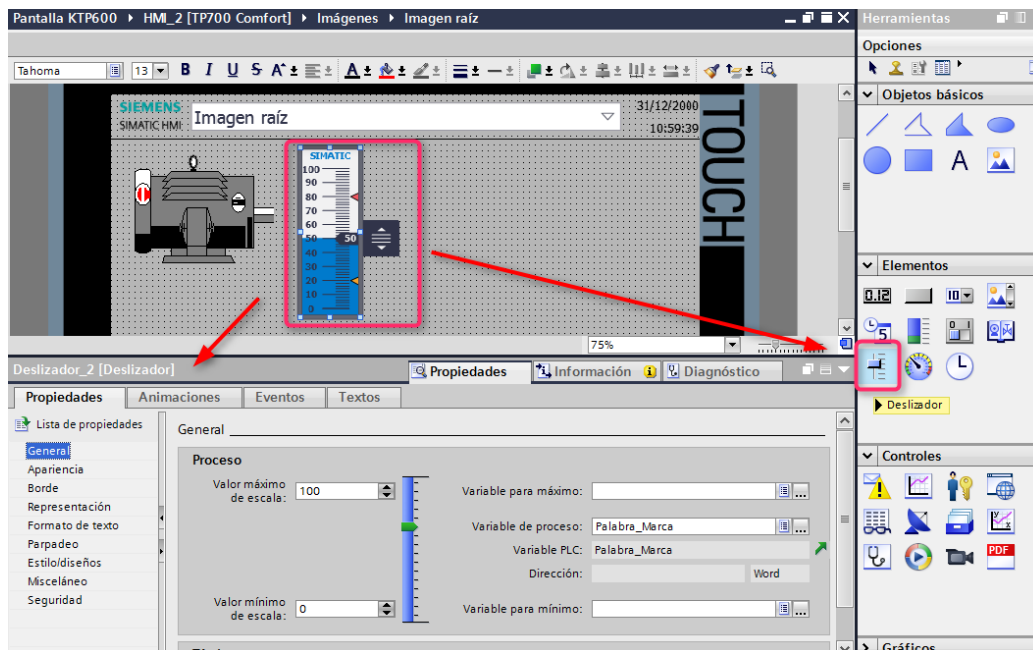 Pantalla KTP600 ▸ HMI_2 [TP700 Comfort] ▸ Imágenes ▸ Imagen raíz
Herramientas
Opciones
Tahoma
13
B I U S A A
Objetos básicos
A
SIEMENS
SIMATIC HMI
Imagen raíz
31/12/2000
10:59:39
TOUCH
SIMATIC
100
90
80
70
60
50
50
40
30
20
10
0
Elementos
0.12
10
5
Deslizador
75%
Deslizador_2 [Deslizador]
Propiedades
Información
Diagnóstico
Propiedades
Animaciones
Eventos
Textos
Lista de propiedades
General
Apariencia
Borde
Representación
Formato de texto
Parpadeo
Estilo/diseños
Misceláneo
Seguridad
General
Proceso
Valor máximo
de escala:
100
Variable para máximo:
Variable de proceso:
Palabra_Marca
Variable PLC:
Palabra_Marca
Dirección:
Word
Valor mínimo
de escala:
0
Variable para mínimo:
Controles
PDF
Gráficos